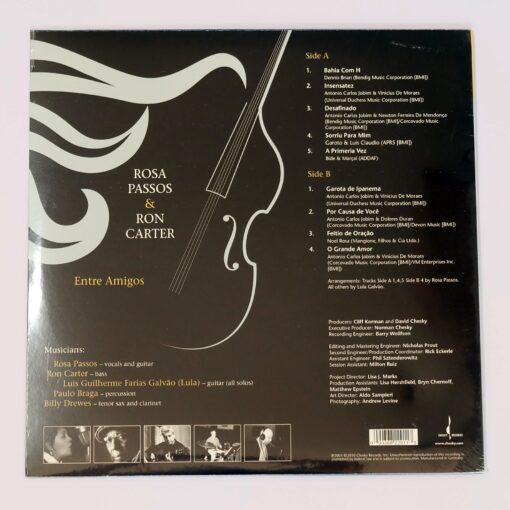 ROSA
PASSOS
&
RON
CARTER
Entre Amigos
Musicians:
Rosa Passos – vocals and guitar
Ron Carter – bass
Luis Guilherme Farias Galvão (Lula) – guitar (all solos)
Paulo Braga – percussion
Billy Drewes – tenor sax and clarinet
Side A
1. Bahia Com H
Dennis Brian (Bendig Music Corporation [BMI])
2. Insensatez
Antonio Carlos Jobim & Vinicius De Moraes
(Universal Duchess Music Corporation [BMI])
3. Desafinado
Antonio Carlos Jobim & Newton Ferreira De Mendonça
(Bendig Music Corporation [BMI]/Corcovado Music
Corporation [BMI])
4. Sorriu Para Mim
Garoto & Luis Claudio (APRS [BMI])
5. A Primeria Vez
Bide & Marçal (ADDAF)
Side B
1. Garota de Ipanema
Antonio Carlos Jobim & Vinicius De Moraes
(Universal Duchess Music Corporation [BMI])
2. Por Causa de Você
Antonio Carlos Jobim & Dolores Duran
(Corcovado Music Corporation [BMI]/Devon Music [BMI])
3. Feitio de Oração
Noel Rosa (Mangione, Filhos & Cia Ltda.)
4. O Grande Amor
Antonio Carlos Jobim & Vinicius De Moraes
(Corcovado Music Corporation [BMI]/VM Enterprises Inc.
[BMI])
Arrangements: Tracks Side A 1,4,5 Side B 4 by Rosa Passos.
All others by Lula Galvão.
Producers: Cliff Korman and David Chesky
Executive Producer: Norman Chesky
Recording Engineer: Barry Wolifson
Editing and Mastering Engineer: Nicholas Prout
Second Engineer/Production Coordinator: Rick Eckerle
Assistant Engineer: Phil Sztenderowitz
Session Assistant: Milton Ruiz
Project Director: Lisa J. Marks
Production Assistants: Lisa Hershfield, Bryn Chernoff,
Matthew Epstein
Art Director: Aldo Sampieri
Photography: Andrew Levine
CHESKY RECORDS
www.chesky.com